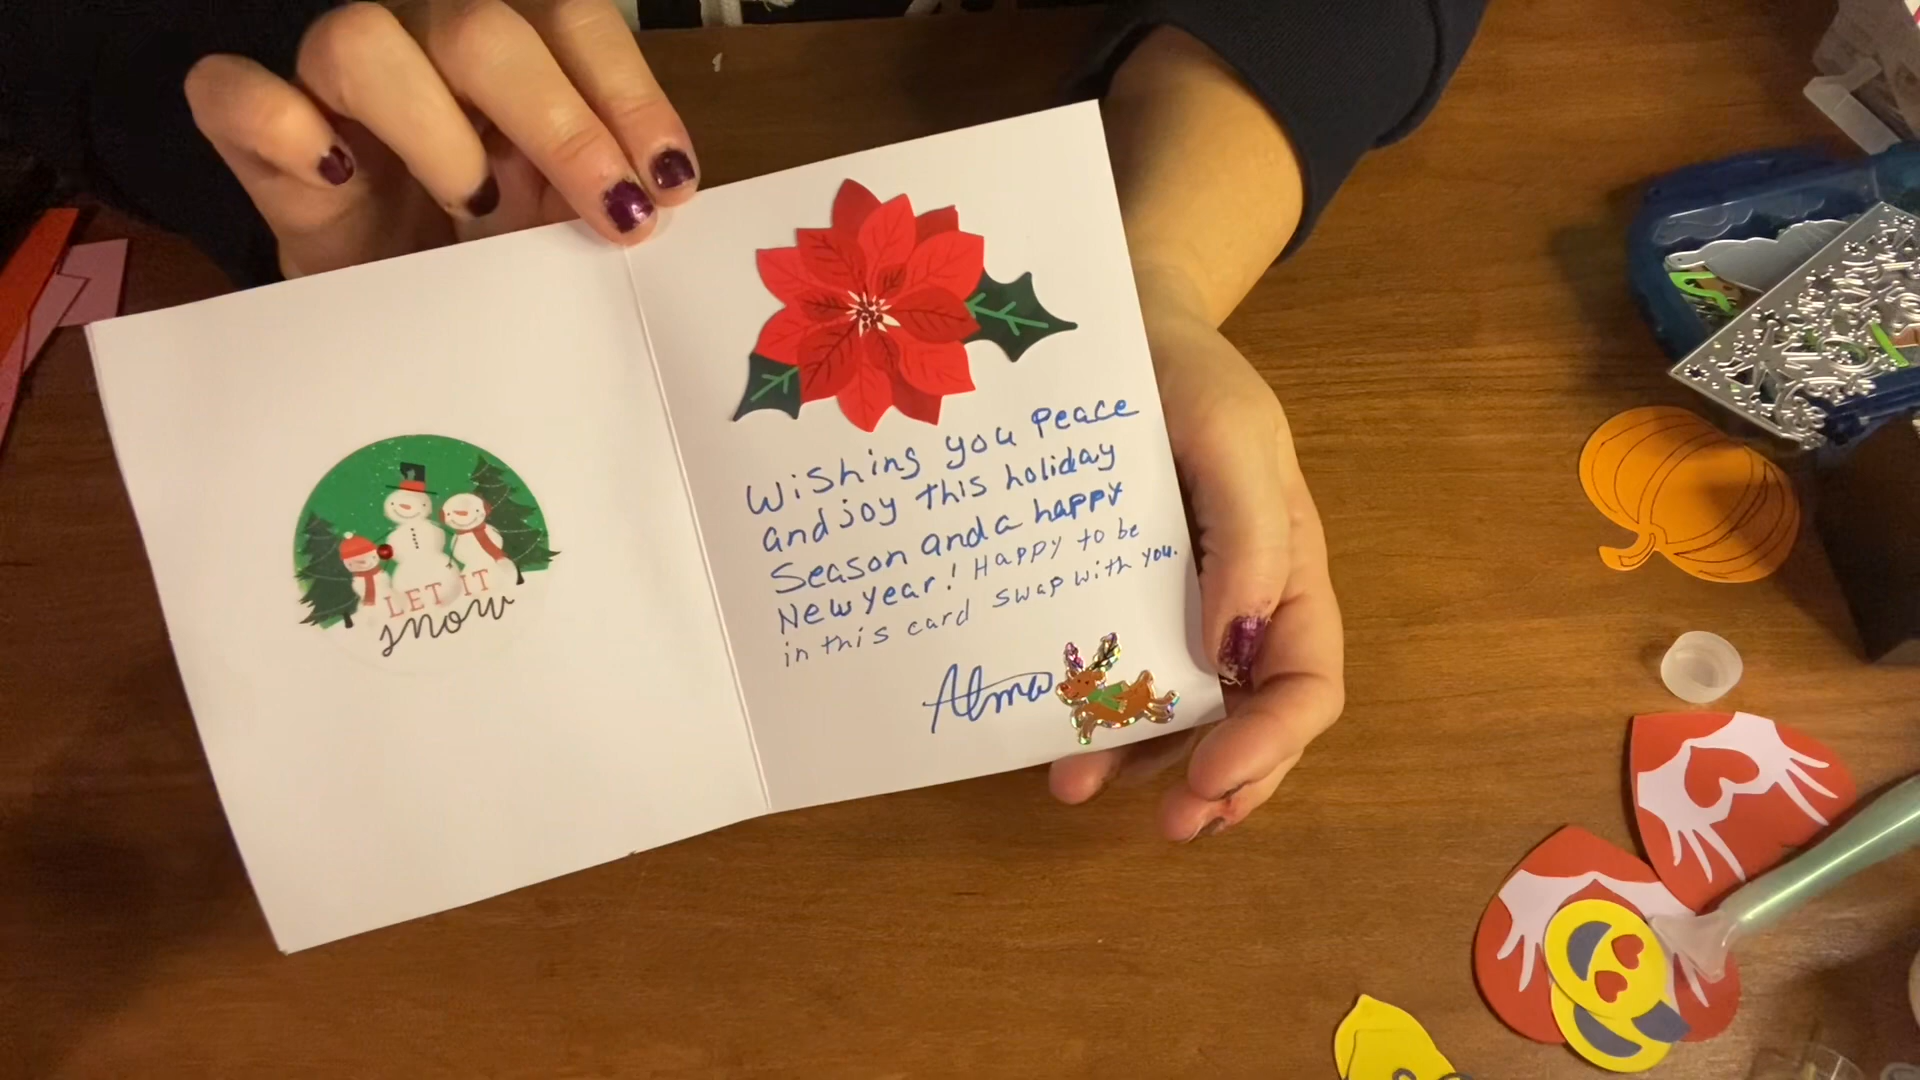 LET IT
snow
Wishing you Peace
and joy this holiday
Season and a happy
New year! Happy to be
in this card swap with you.
Alma